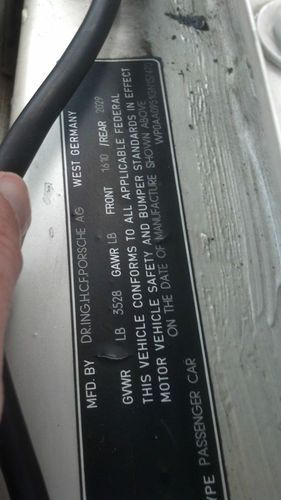 MFD. BY DR.ING.H.C.F.PORSCHE AG WEST GERMANY
GVWR LB 3528 GAWR LB FRONT 1610 /REAR 2029
THIS VEHICLE CONFORMS TO ALL APPLICABLE FEDERAL
MOTOR VEHICLE SAFETY AND BUMPER STANDARDS IN EFFECT
ON THE DATE OF MANUFACTURE SHOWN ABOVE
YPE PASSENGER CAR